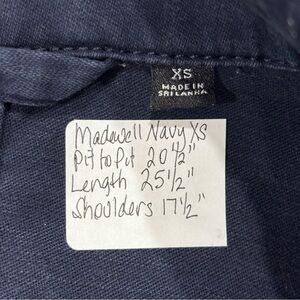 XS
MADE IN
SRI LANKA
Madewell Navy XS
Pit to Pit 20 1/2"
Length 25 1/2"
Shoulders 17 1/2"